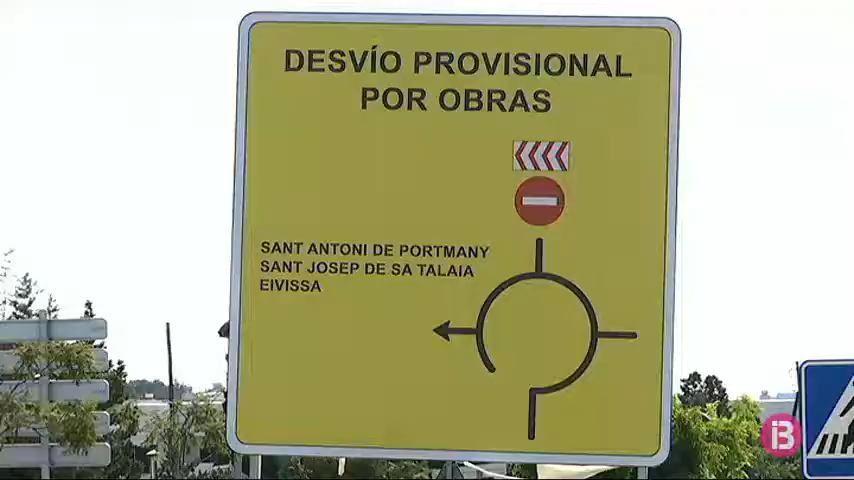 DESVÍO PROVISIONAL
POR OBRAS
SANT ANTONI DE PORTMANY
SANT JOSEP DE SA TALAIA
EIVISSA
IB